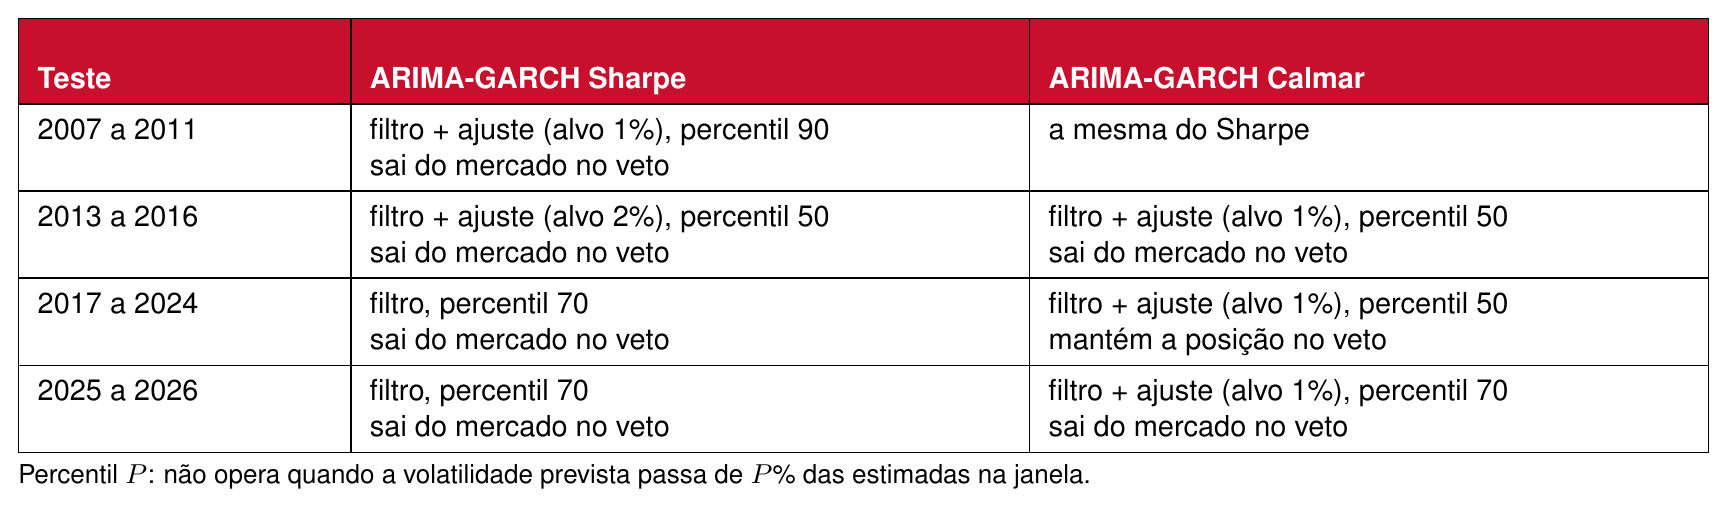 Teste
ARIMA-GARCH Sharpe
ARIMA-GARCH Calmar
2007 a 2011
filtro + ajuste (alvo 1%), percentil 90
sai do mercado no veto
a mesma do Sharpe
2013 a 2016
filtro + ajuste (alvo 2%), percentil 50
sai do mercado no veto
filtro + ajuste (alvo 1%), percentil 50
sai do mercado no veto
2017 a 2024
filtro, percentil 70
sai do mercado no veto
filtro + ajuste (alvo 1%), percentil 50
mantém a posição no veto
2025 a 2026
filtro, percentil 70
sai do mercado no veto
filtro + ajuste (alvo 1%), percentil 70
sai do mercado no veto
Percentil P: não opera quando a volatilidade prevista passa de P% das estimadas na janela.